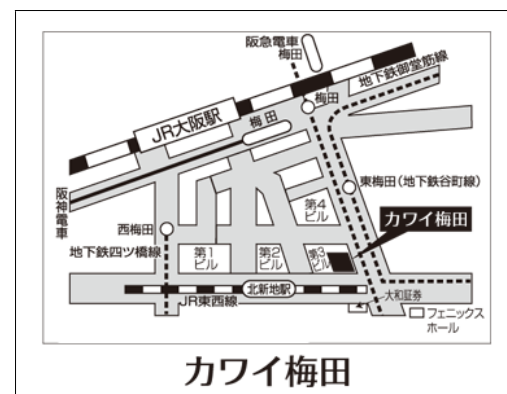 阪急電車
梅田
地下鉄御堂筋線
梅田
JR大阪駅
梅田
阪神電車
東梅田(地下鉄谷町線)
第4
ビル
カワイ梅田
西梅田
地下鉄四ツ橋線
第1
ビル
第2
ビル
第3
ビル
北新地駅
JR東西線
大和証券
フェニックス
ホール
カワイ梅田